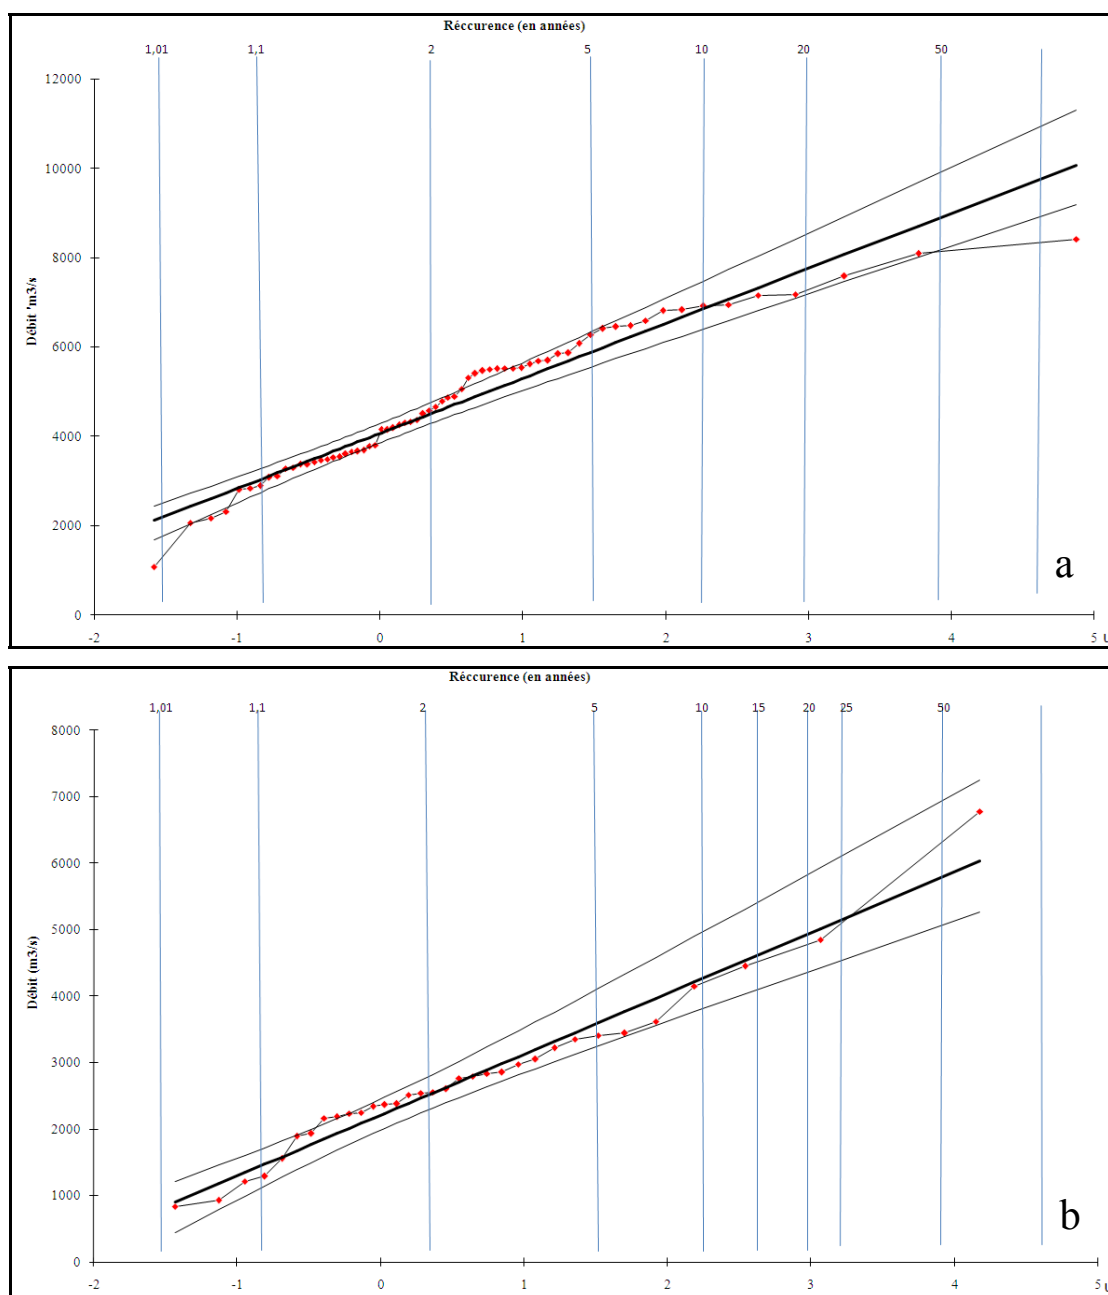 Réccurence (en années)
1,01 1,1 2 5 10 20 50
12000
10000
8000
6000
4000
2000
0
Débit 'm3/s
-2 -1 0 1 2 3 4 5 u
a
Réccurence (en années)
1,01 1,1 2 5 10 15 20 25 50
8000
7000
6000
5000
4000
3000
2000
1000
0
Débit (m3/s)
-2 -1 0 1 2 3 4 5 u
b